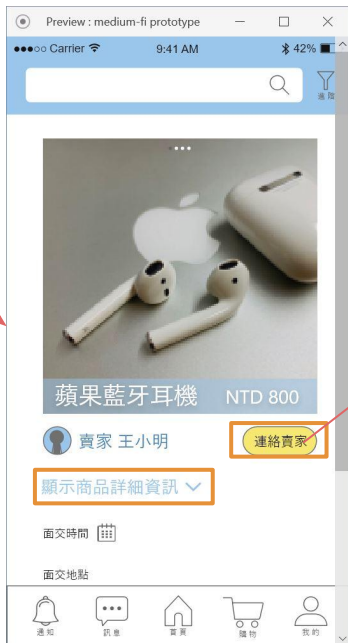 Preview : medium-fi prototype
Carrier 9:41 AM 42%
進階
蘋果藍牙耳機 NTD 800
賣家 王小明 連絡賣家
顯示商品詳細資訊
面交時間
面交地點
通知 訊息 首頁 購物 我的